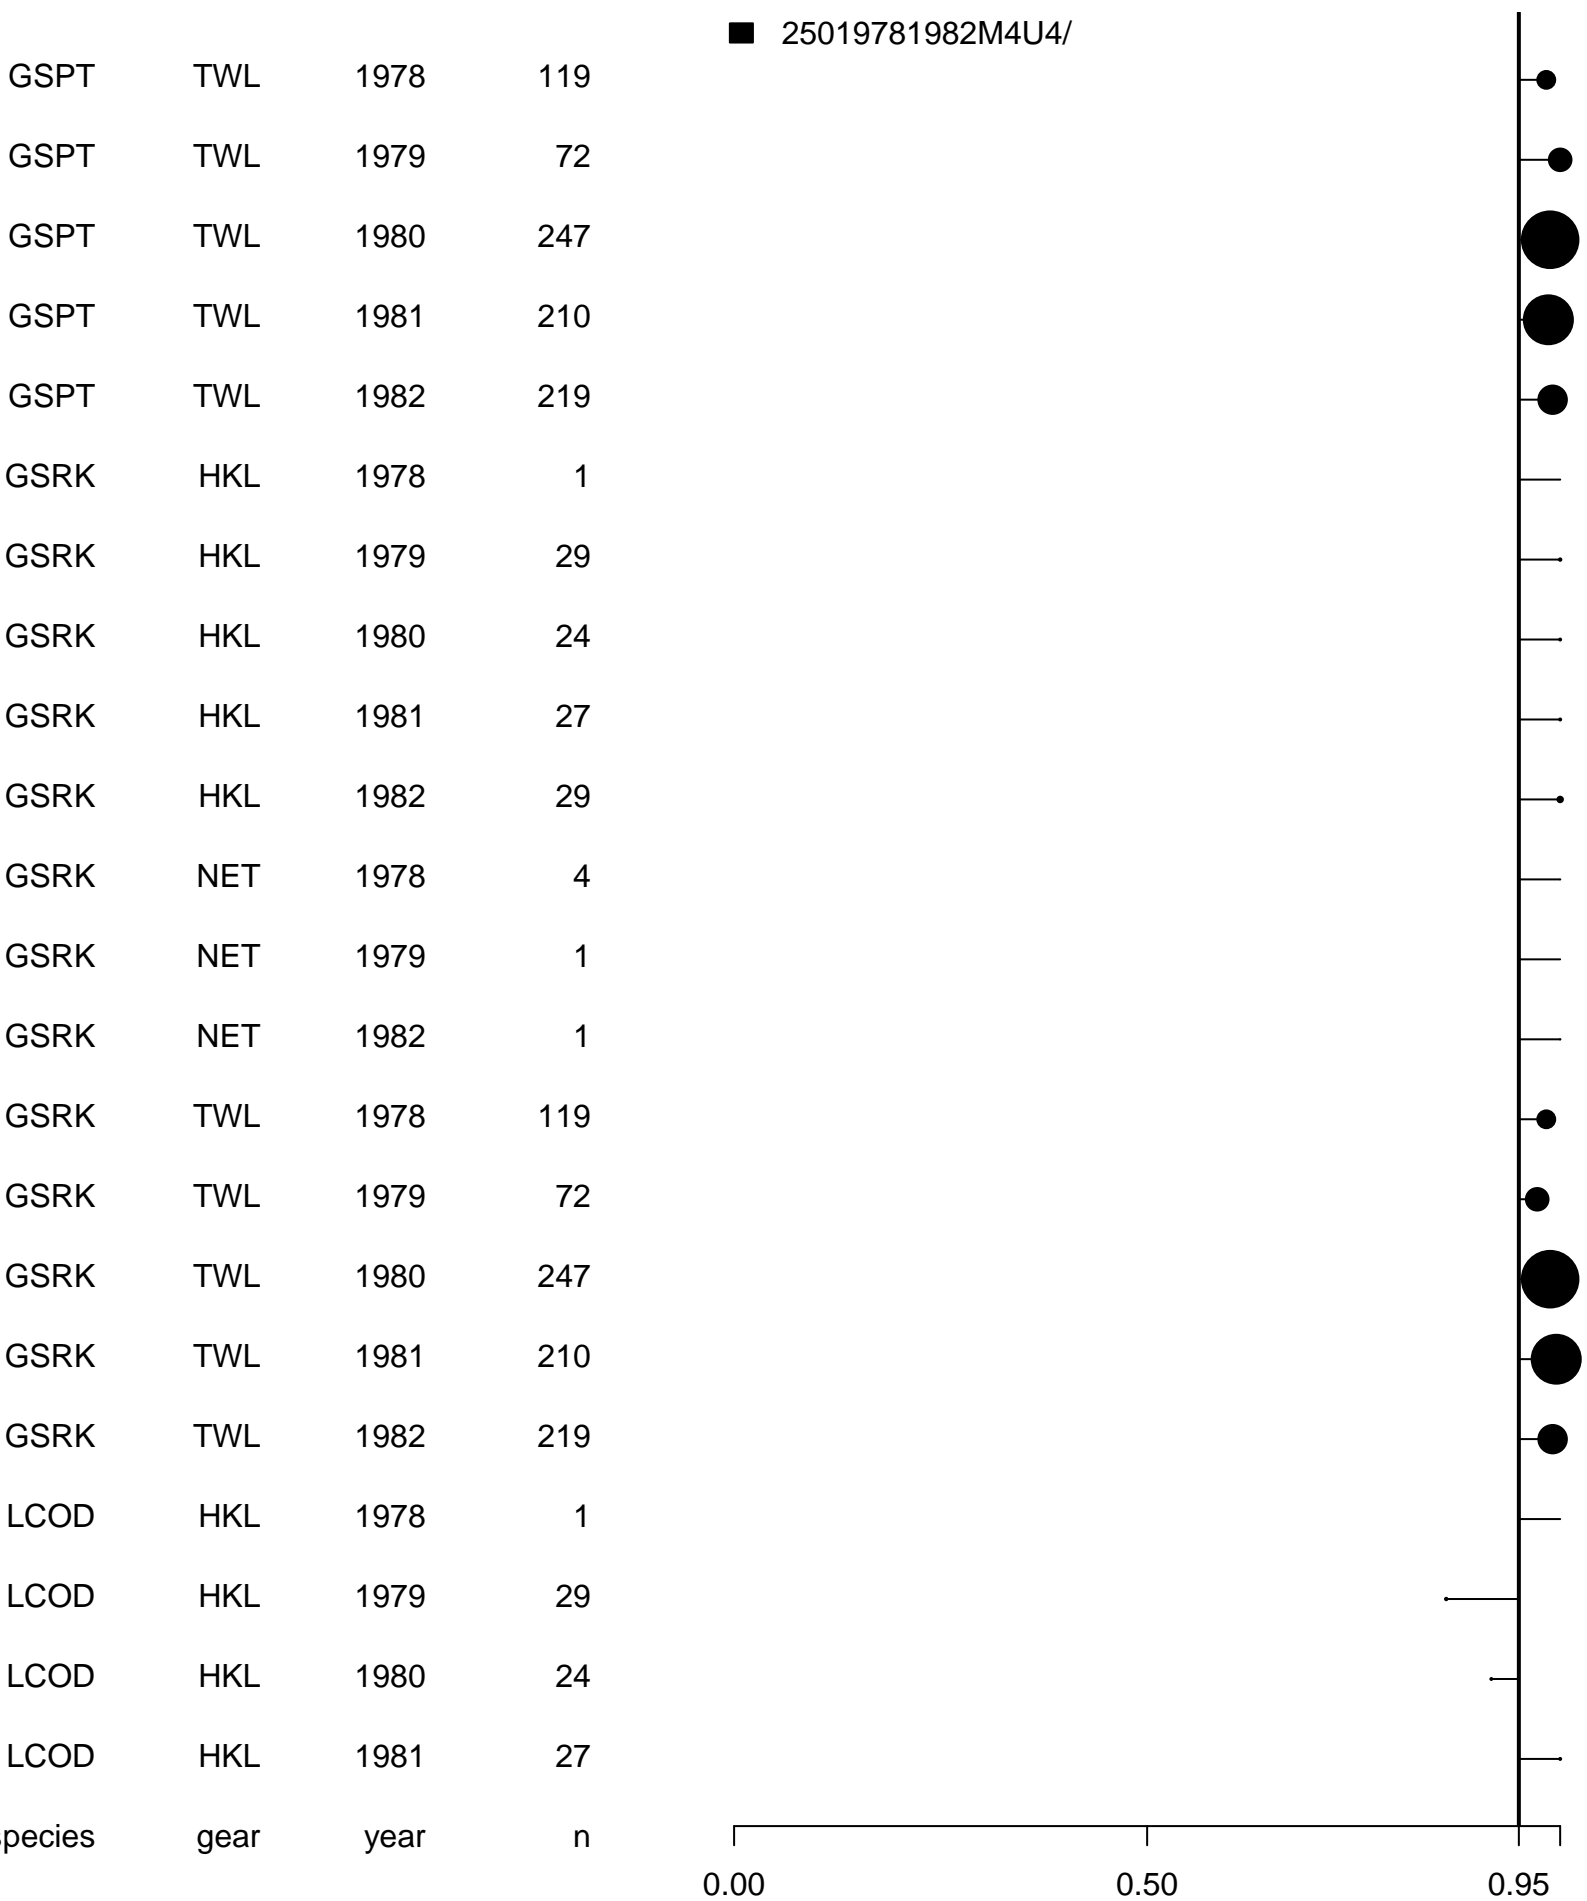 25019781982M4U4/
GSPT TWL 1978 119
GSPT TWL 1979 72
GSPT TWL 1980 247
GSPT TWL 1981 210
GSPT TWL 1982 219
GSRK HKL 1978 1
GSRK HKL 1979 29
GSRK HKL 1980 24
GSRK HKL 1981 27
GSRK HKL 1982 29
GSRK NET 1978 4
GSRK NET 1979 1
GSRK NET 1982 1
GSRK TWL 1978 119
GSRK TWL 1979 72
GSRK TWL 1980 247
GSRK TWL 1981 210
GSRK TWL 1982 219
LCOD HKL 1978 1
LCOD HKL 1979 29
LCOD HKL 1980 24
LCOD HKL 1981 27
species gear year n
0.00 0.50 0.95